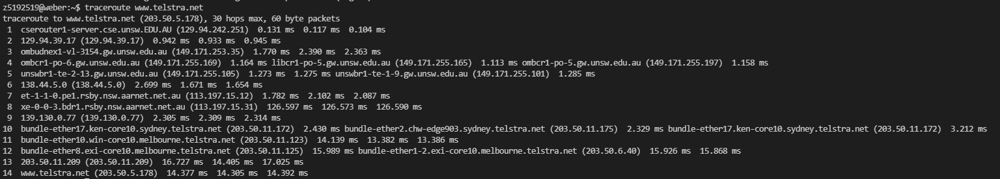 z5192519@weber:~$ traceroute www.telstra.net
traceroute to www.telstra.net (203.50.5.178), 30 hops max, 60 byte packets
 1  cserouter1-server.cse.unsw.EDU.AU (129.94.242.251)  0.131 ms  0.117 ms  0.104 ms
 2  129.94.39.17 (129.94.39.17)  0.942 ms  0.933 ms  0.945 ms
 3  ombudnex1-vl-3154.gw.unsw.edu.au (149.171.253.35)  1.770 ms  2.390 ms  2.363 ms
 4  ombcr1-po-6.gw.unsw.edu.au (149.171.255.169)  1.164 ms libcr1-po-5.gw.unsw.edu.au (149.171.255.165)  1.113 ms ombcr1-po-5.gw.unsw.edu.au (149.171.255.197)  1.158 ms
 5  unswbr1-te-2-13.gw.unsw.edu.au (149.171.255.105)  1.273 ms  1.275 ms unswbr1-te-1-9.gw.unsw.edu.au (149.171.255.101)  1.285 ms
 6  138.44.5.0 (138.44.5.0)  2.699 ms  1.671 ms  1.654 ms
 7  et-1-1-0.pe1.rsby.nsw.aarnet.net.au (113.197.15.12)  1.782 ms  2.102 ms  2.087 ms
 8  xe-0-0-3.bdr1.rsby.nsw.aarnet.net.au (113.197.15.31)  126.597 ms  126.573 ms  126.590 ms
 9  139.130.0.77 (139.130.0.77)  2.305 ms  2.309 ms  2.314 ms
10  bundle-ether17.ken-core10.sydney.telstra.net (203.50.11.172)  2.430 ms bundle-ether2.chw-edge903.sydney.telstra.net (203.50.11.175)  2.329 ms bundle-ether17.ken-core10.sydney.telstra.net (203.50.11.172)  3.212 ms
11  bundle-ether10.win-core10.melbourne.telstra.net (203.50.11.123)  14.139 ms  13.382 ms  13.386 ms
12  bundle-ether8.exi-core10.melbourne.telstra.net (203.50.11.125)  15.989 ms bundle-ether1-2.exi-core10.melbourne.telstra.net (203.50.6.40)  15.926 ms  15.868 ms
13  203.50.11.209 (203.50.11.209)  16.727 ms  14.405 ms  17.025 ms
14  www.telstra.net (203.50.5.178)  14.377 ms  14.305 ms  14.392 ms